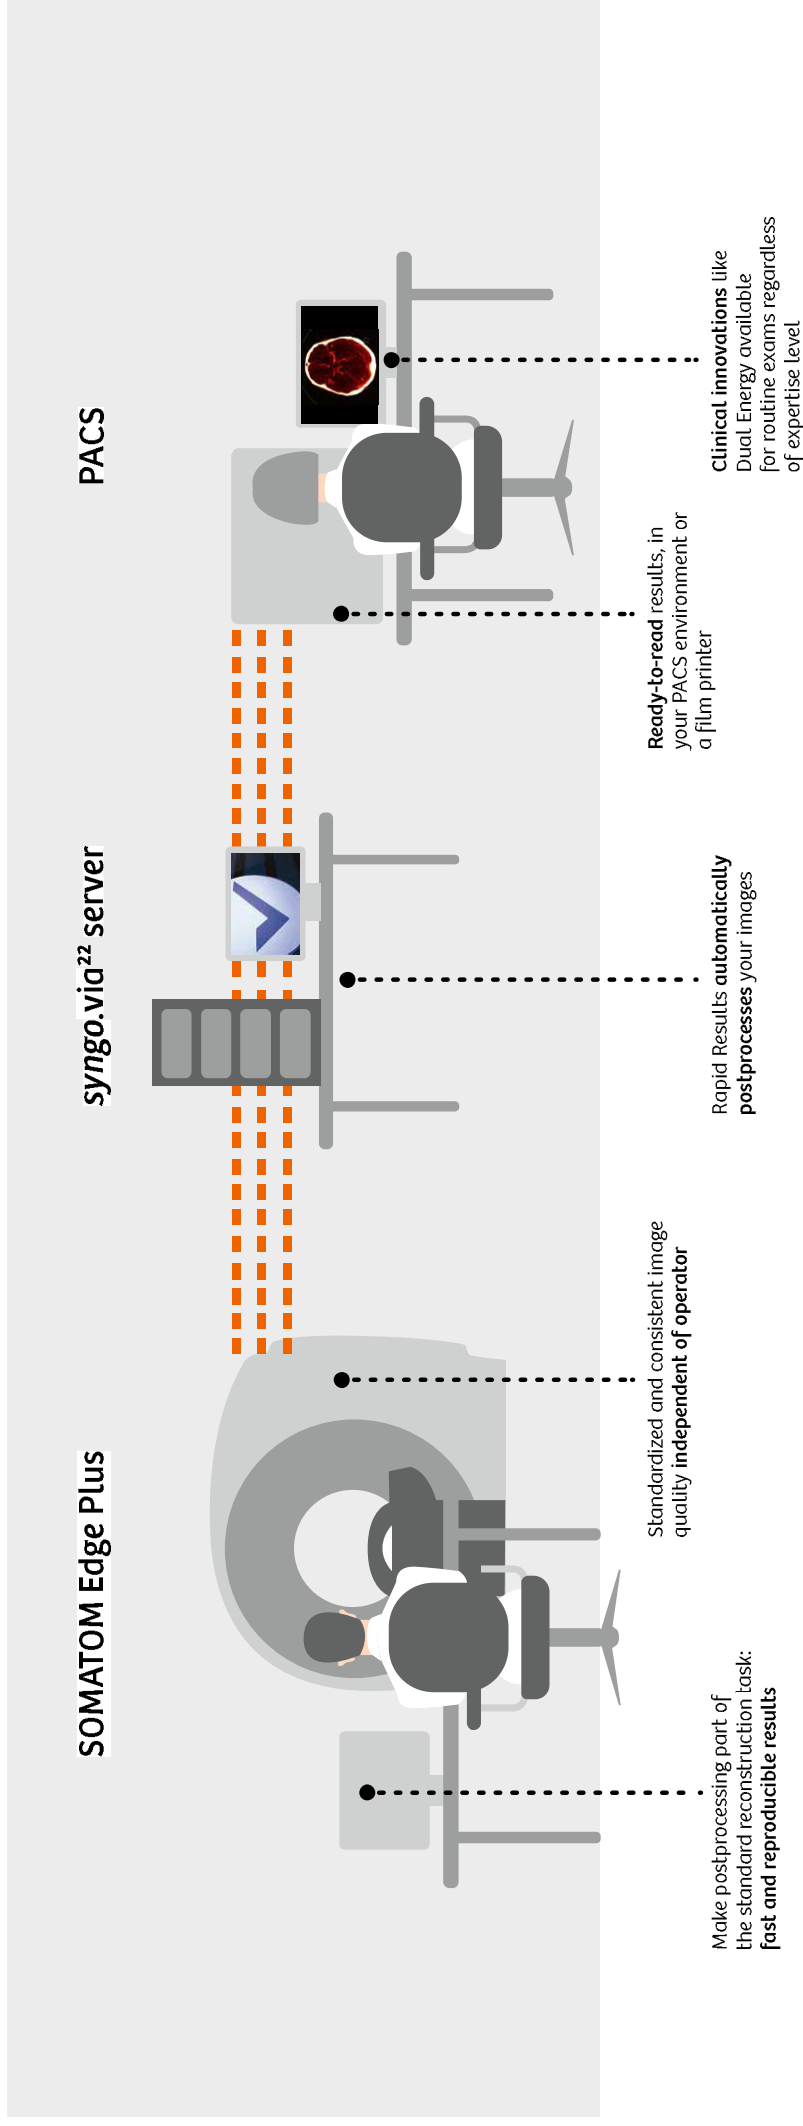 SOMATOM Edge Plus
syngo.via²² server
PACS
Make postprocessing part of
the standard reconstruction task:
fast and reproducible results
Standardized and consistent image
quality independent of operator
Rapid Results automatically
postprocesses your images
Ready-to-read results, in
your PACS environment or
a film printer
Clinical innovations like
Dual Energy available
for routine exams regardless
of expertise level